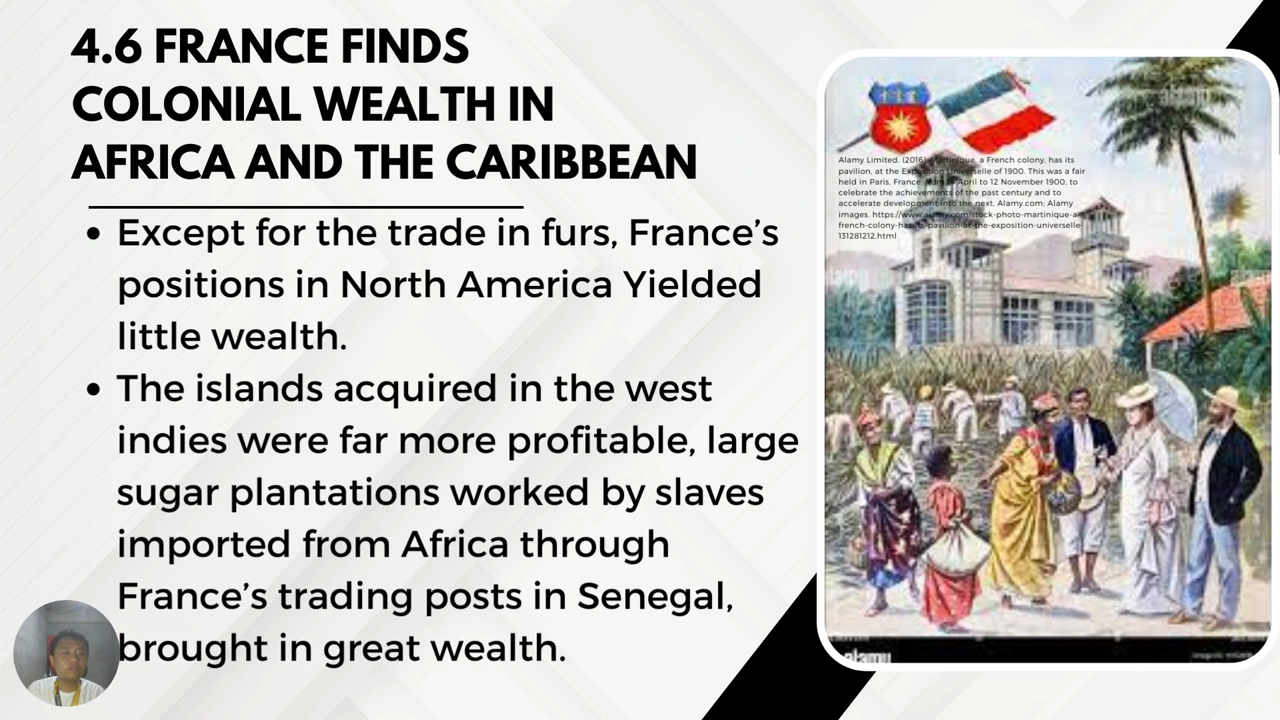 4.6 FRANCE FINDS
COLONIAL WEALTH IN
AFRICA AND THE CARIBBEAN
• Except for the trade in furs, France's
positions in North America Yielded
little wealth.
• The islands acquired in the west
indies were far more profitable, large
sugar plantations worked by slaves
imported from Africa through
France's trading posts in Senegal,
brought in great wealth.
Alamy Limited. (2016). Martinique, a French colony, has its
pavilion, at the Exposition Universelle of 1900. This was a fair
held in Paris, France, from April to 12 November 1900, to
celebrate the achievements of the past century and to
accelerate development into the next. Alamy.com; Alamy
images. https://www.alamy.com/stock-photo-martinique-a-
french-colony-has-its-pavilion-at-the-exposition-universelle-
131281212.html
alamy
alamy